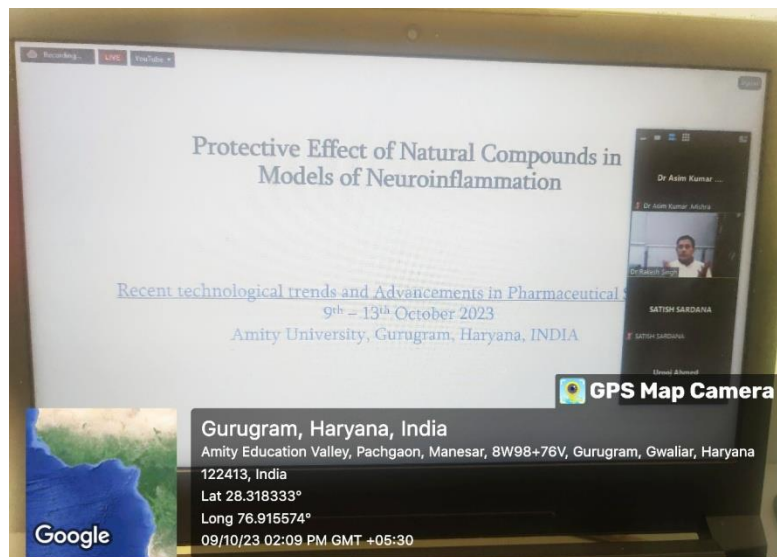 Recording...
LIVE
YouTube
Protective Effect of Natural Compounds in
Models of Neuroinflammation
Recent technological trends and Advancements in Pharmaceutical
9th – 13th October 2023
Amity University, Gurugram, Haryana, INDIA
Dr Asim Kumar ...
Dr Asim Kumar Mishra
Dr Rakesh Singh
SATISH SARDANA
SATISH SARDANA
Urooj Ahmed
GPS Map Camera
Gurugram, Haryana, India
Amity Education Valley, Pachgaon, Manesar, 8W98+76V, Gurugram, Gwaliar, Haryana
122413, India
Lat 28.318333°
Long 76.915574°
09/10/23 02:09 PM GMT +05:30
Google